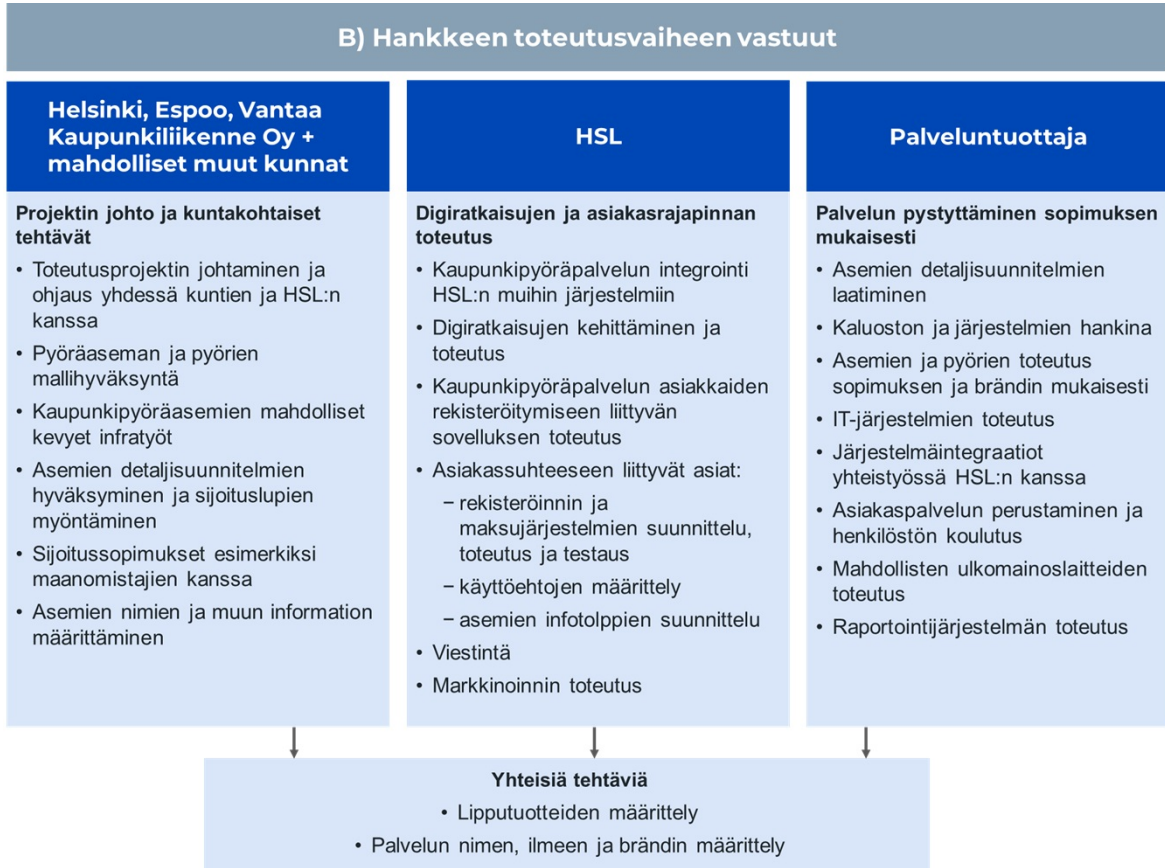 B) Hankkeen toteutusvaiheen vastuut
Helsinki, Espoo, Vantaa
Kaupunkiliikenne Oy +
mahdolliset muut kunnat
Projektin johto ja kuntakohtaiset
tehtävät
• Toteutusprojektin johtaminen ja
ohjaus yhdessä kuntien ja HSL:n
kanssa
• Pyöräaseman ja pyörien
mallihyväksyntä
• Kaupunkipyöräasemien mahdolliset
kevyet infratyöt
• Asemien detaljisuunnitelmien
hyväksyminen ja sijoituslupien
myöntäminen
• Sijoitussopimukset esimerkiksi
maanomistajien kanssa
• Asemien nimien ja muun information
määrittäminen
HSL
Digiratkaisujen ja asiakasrajapinnan
toteutus
• Kaupunkipyöräpalvelun integrointi
HSL:n muihin järjestelmiin
• Digiratkaisujen kehittäminen ja
toteutus
• Kaupunkipyöräpalvelun asiakkaiden
rekisteröitymiseen liittyvän
sovelluksen toteutus
• Asiakassuhteeseen liittyvät asiat:
− rekisteröinnin ja
maksujärjestelmien suunnittelu,
toteutus ja testaus
− käyttöehtojen määrittely
− asemien infotolppien suunnittelu
• Viestintä
• Markkinoinnin toteutus
Palveluntuottaja
Palvelun pystyttäminen sopimuksen
mukaisesti
• Asemien detaljisuunnitelmien
laatiminen
• Kaluoston ja järjestelmien hankina
• Asemien ja pyörien toteutus
sopimuksen ja brändin mukaisesti
• IT-järjestelmien toteutus
• Järjestelmäintegraatiot
yhteistyössä HSL:n kanssa
• Asiakaspalvelun perustaminen ja
henkilöstön koulutus
• Mahdollisten ulkomainoslaitteiden
toteutus
• Raportointijärjestelmän toteutus
Yhteisiä tehtäviä
• Lipputuotteiden määrittely
• Palvelun nimen, ilmeen ja brändin määrittely